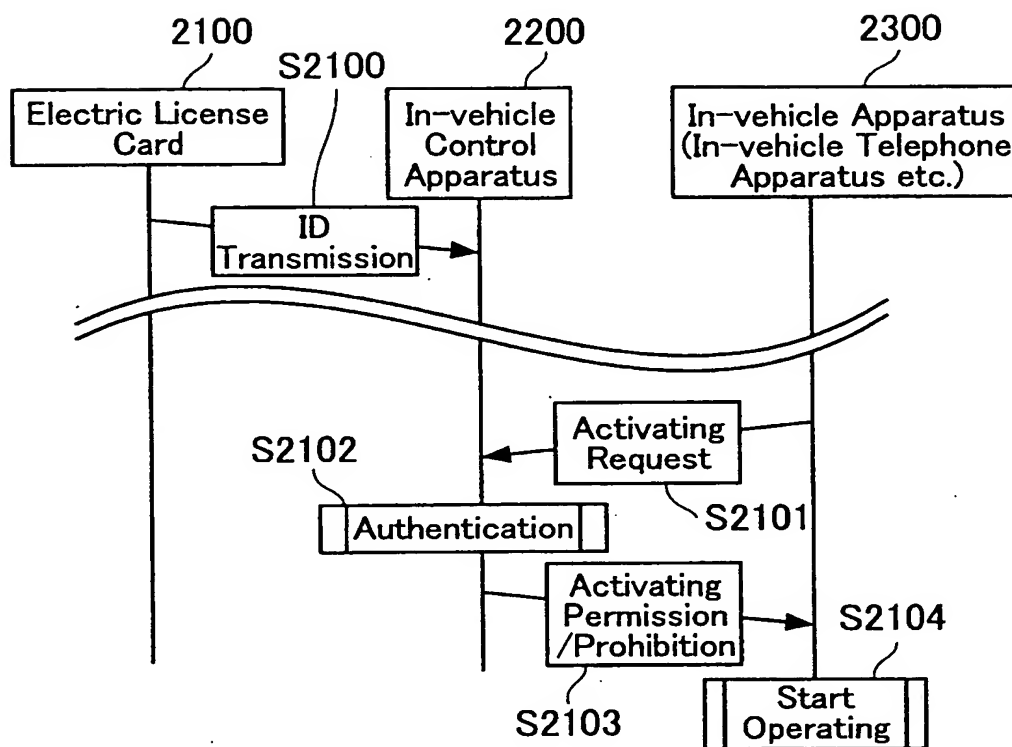 2100
2200
2300
S2100
Electric License
Card
In-vehicle
Control
Apparatus
In-vehicle Apparatus
(In-vehicle Telephone
Apparatus etc.)
ID
Transmission
Activating
Request
S2101
S2102
Authentication
Activating
Permission
/Prohibition
S2103
S2104
Start
Operating